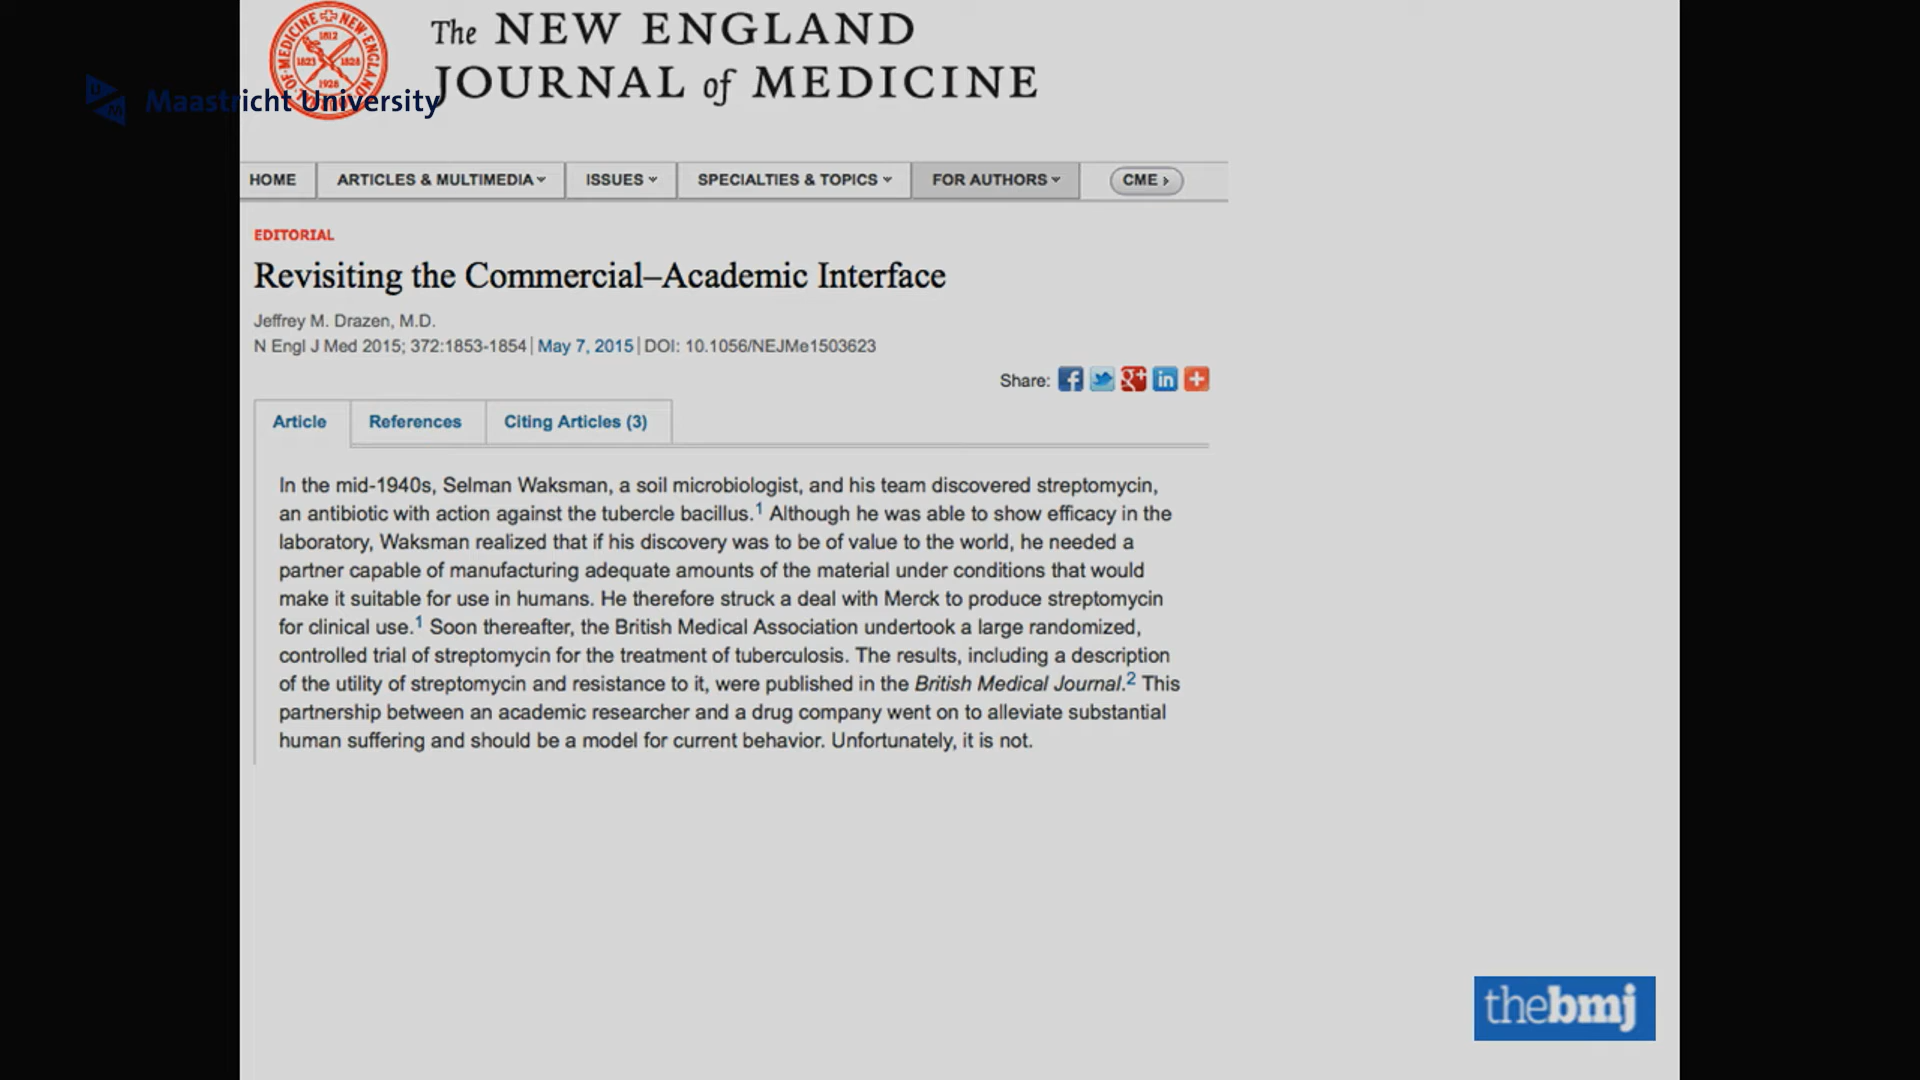 The NEW ENGLAND
JOURNAL of MEDICINE
1812
1823 1828
1928
Maastricht University
HOME ARTICLES & MULTIMEDIA ISSUES SPECIALTIES & TOPICS FOR AUTHORS CME
EDITORIAL
Revisiting the Commercial–Academic Interface
Jeffrey M. Drazen, M.D.
N Engl J Med 2015; 372:1853-1854 | May 7, 2015 | DOI: 10.1056/NEJMe1503623
Share:
Article References Citing Articles (3)
In the mid-1940s, Selman Waksman, a soil microbiologist, and his team discovered streptomycin,
an antibiotic with action against the tubercle bacillus.1 Although he was able to show efficacy in the
laboratory, Waksman realized that if his discovery was to be of value to the world, he needed a
partner capable of manufacturing adequate amounts of the material under conditions that would
make it suitable for use in humans. He therefore struck a deal with Merck to produce streptomycin
for clinical use.1 Soon thereafter, the British Medical Association undertook a large randomized,
controlled trial of streptomycin for the treatment of tuberculosis. The results, including a description
of the utility of streptomycin and resistance to it, were published in the British Medical Journal.2 This
partnership between an academic researcher and a drug company went on to alleviate substantial
human suffering and should be a model for current behavior. Unfortunately, it is not.
thebmj